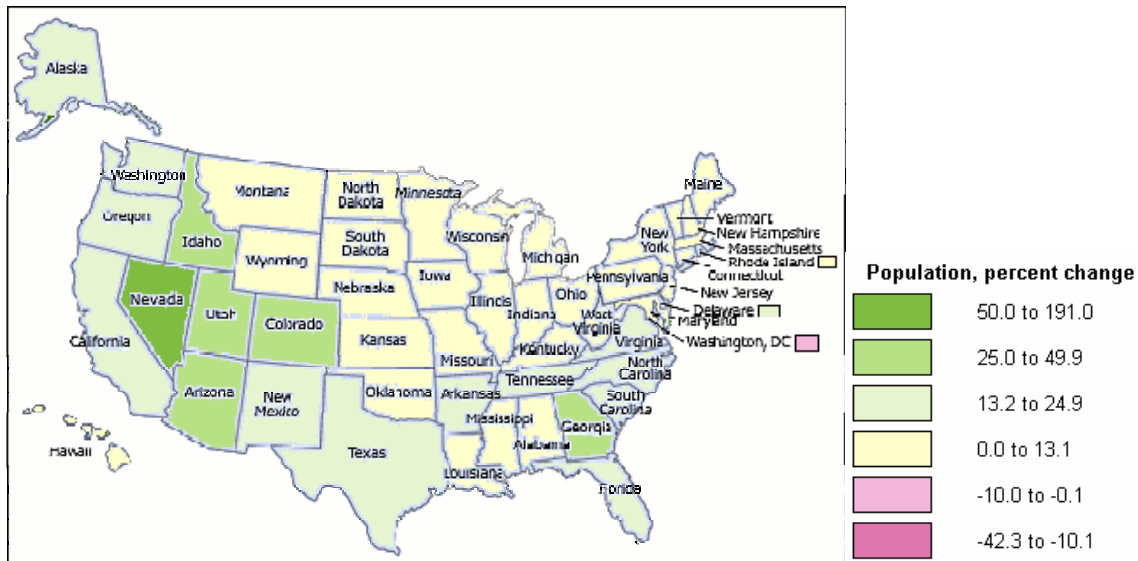 Alaska
Washington
Montana
North
Dakota
Minnesota
Maine
Oregon
Vermont
New Hampshire
Massachusetts
Rhode Island
Connecticut
Idaho
South
Dakota
Wisconsin
Michigan
New
York
Wyoming
Iowa
Pennsylvania
New Jersey
Nebraska
Nevada
Utah
Colorado
Illinois
Indiana
Ohio
Delaware
Maryland
West
Virginia
Virginia
Washington, DC
California
Kansas
Missouri
Kentucky
North
Carolina
Arizona
New
Mexico
Oklahoma
Arkansas
Tennessee
South
Carolina
Mississippi
Alabama
Georgia
Hawaii
Texas
Louisiana
Florida
Population, percent change
50.0 to 191.0
25.0 to 49.9
13.2 to 24.9
0.0 to 13.1
-10.0 to -0.1
-42.3 to -10.1